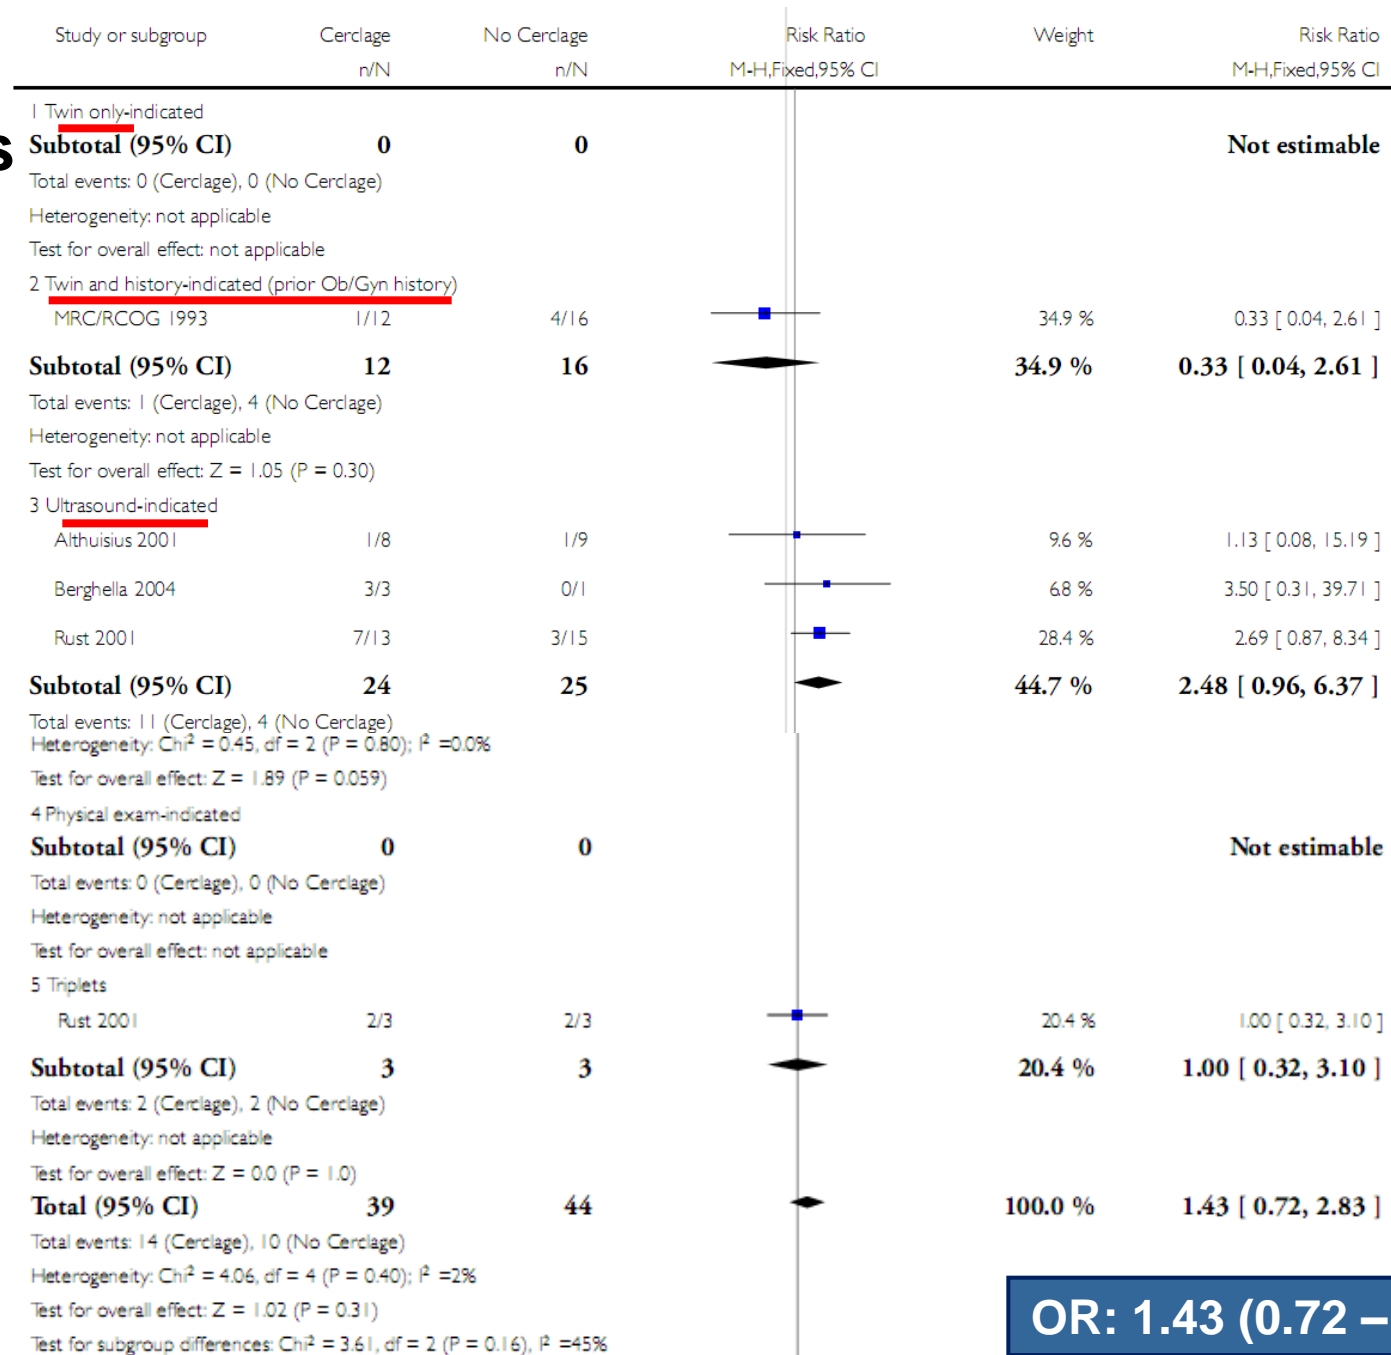 Study or subgroup Cerclage No Cerclage Risk Ratio Weight Risk Ratio
n/N n/N M-H,Fixed,95% CI M-H,Fixed,95% CI
1 Twin only-indicated
s
Subtotal (95% CI) 0 0 Not estimable
Total events: 0 (Cerclage), 0 (No Cerclage)
Heterogeneity: not applicable
Test for overall effect: not applicable
2 Twin and history-indicated (prior Ob/Gyn history)
MRC/RCOG 1993 1/12 4/16 34.9 % 0.33 [ 0.04, 2.61 ]
Subtotal (95% CI) 12 16 34.9 % 0.33 [ 0.04, 2.61 ]
Total events: 1 (Cerclage), 4 (No Cerclage)
Heterogeneity: not applicable
Test for overall effect: Z = 1.05 (P = 0.30)
3 Ultrasound-indicated
Althuisius 2001 1/8 1/9 9.6 % 1.13 [ 0.08, 15.19 ]
Berghella 2004 3/3 0/1 6.8 % 3.50 [ 0.31, 39.71 ]
Rust 2001 7/13 3/15 28.4 % 2.69 [ 0.87, 8.34 ]
Subtotal (95% CI) 24 25 44.7 % 2.48 [ 0.96, 6.37 ]
Total events: 11 (Cerclage), 4 (No Cerclage)
Heterogeneity: Chi² = 0.45, df = 2 (P = 0.80); I² =0.0%
Test for overall effect: Z = 1.89 (P = 0.059)
4 Physical exam-indicated
Subtotal (95% CI) 0 0 Not estimable
Total events: 0 (Cerclage), 0 (No Cerclage)
Heterogeneity: not applicable
Test for overall effect: not applicable
5 Triplets
Rust 2001 2/3 2/3 20.4 % 1.00 [ 0.32, 3.10 ]
Subtotal (95% CI) 3 3 20.4 % 1.00 [ 0.32, 3.10 ]
Total events: 2 (Cerclage), 2 (No Cerclage)
Heterogeneity: not applicable
Test for overall effect: Z = 0.0 (P = 1.0)
Total (95% CI) 39 44 100.0 % 1.43 [ 0.72, 2.83 ]
Total events: 14 (Cerclage), 10 (No Cerclage)
Heterogeneity: Chi² = 4.06, df = 4 (P = 0.40); I² =2%
Test for overall effect: Z = 1.02 (P = 0.31)
Test for subgroup differences: Chi² = 3.61, df = 2 (P = 0.16), I² =45%
OR: 1.43 (0.72 –